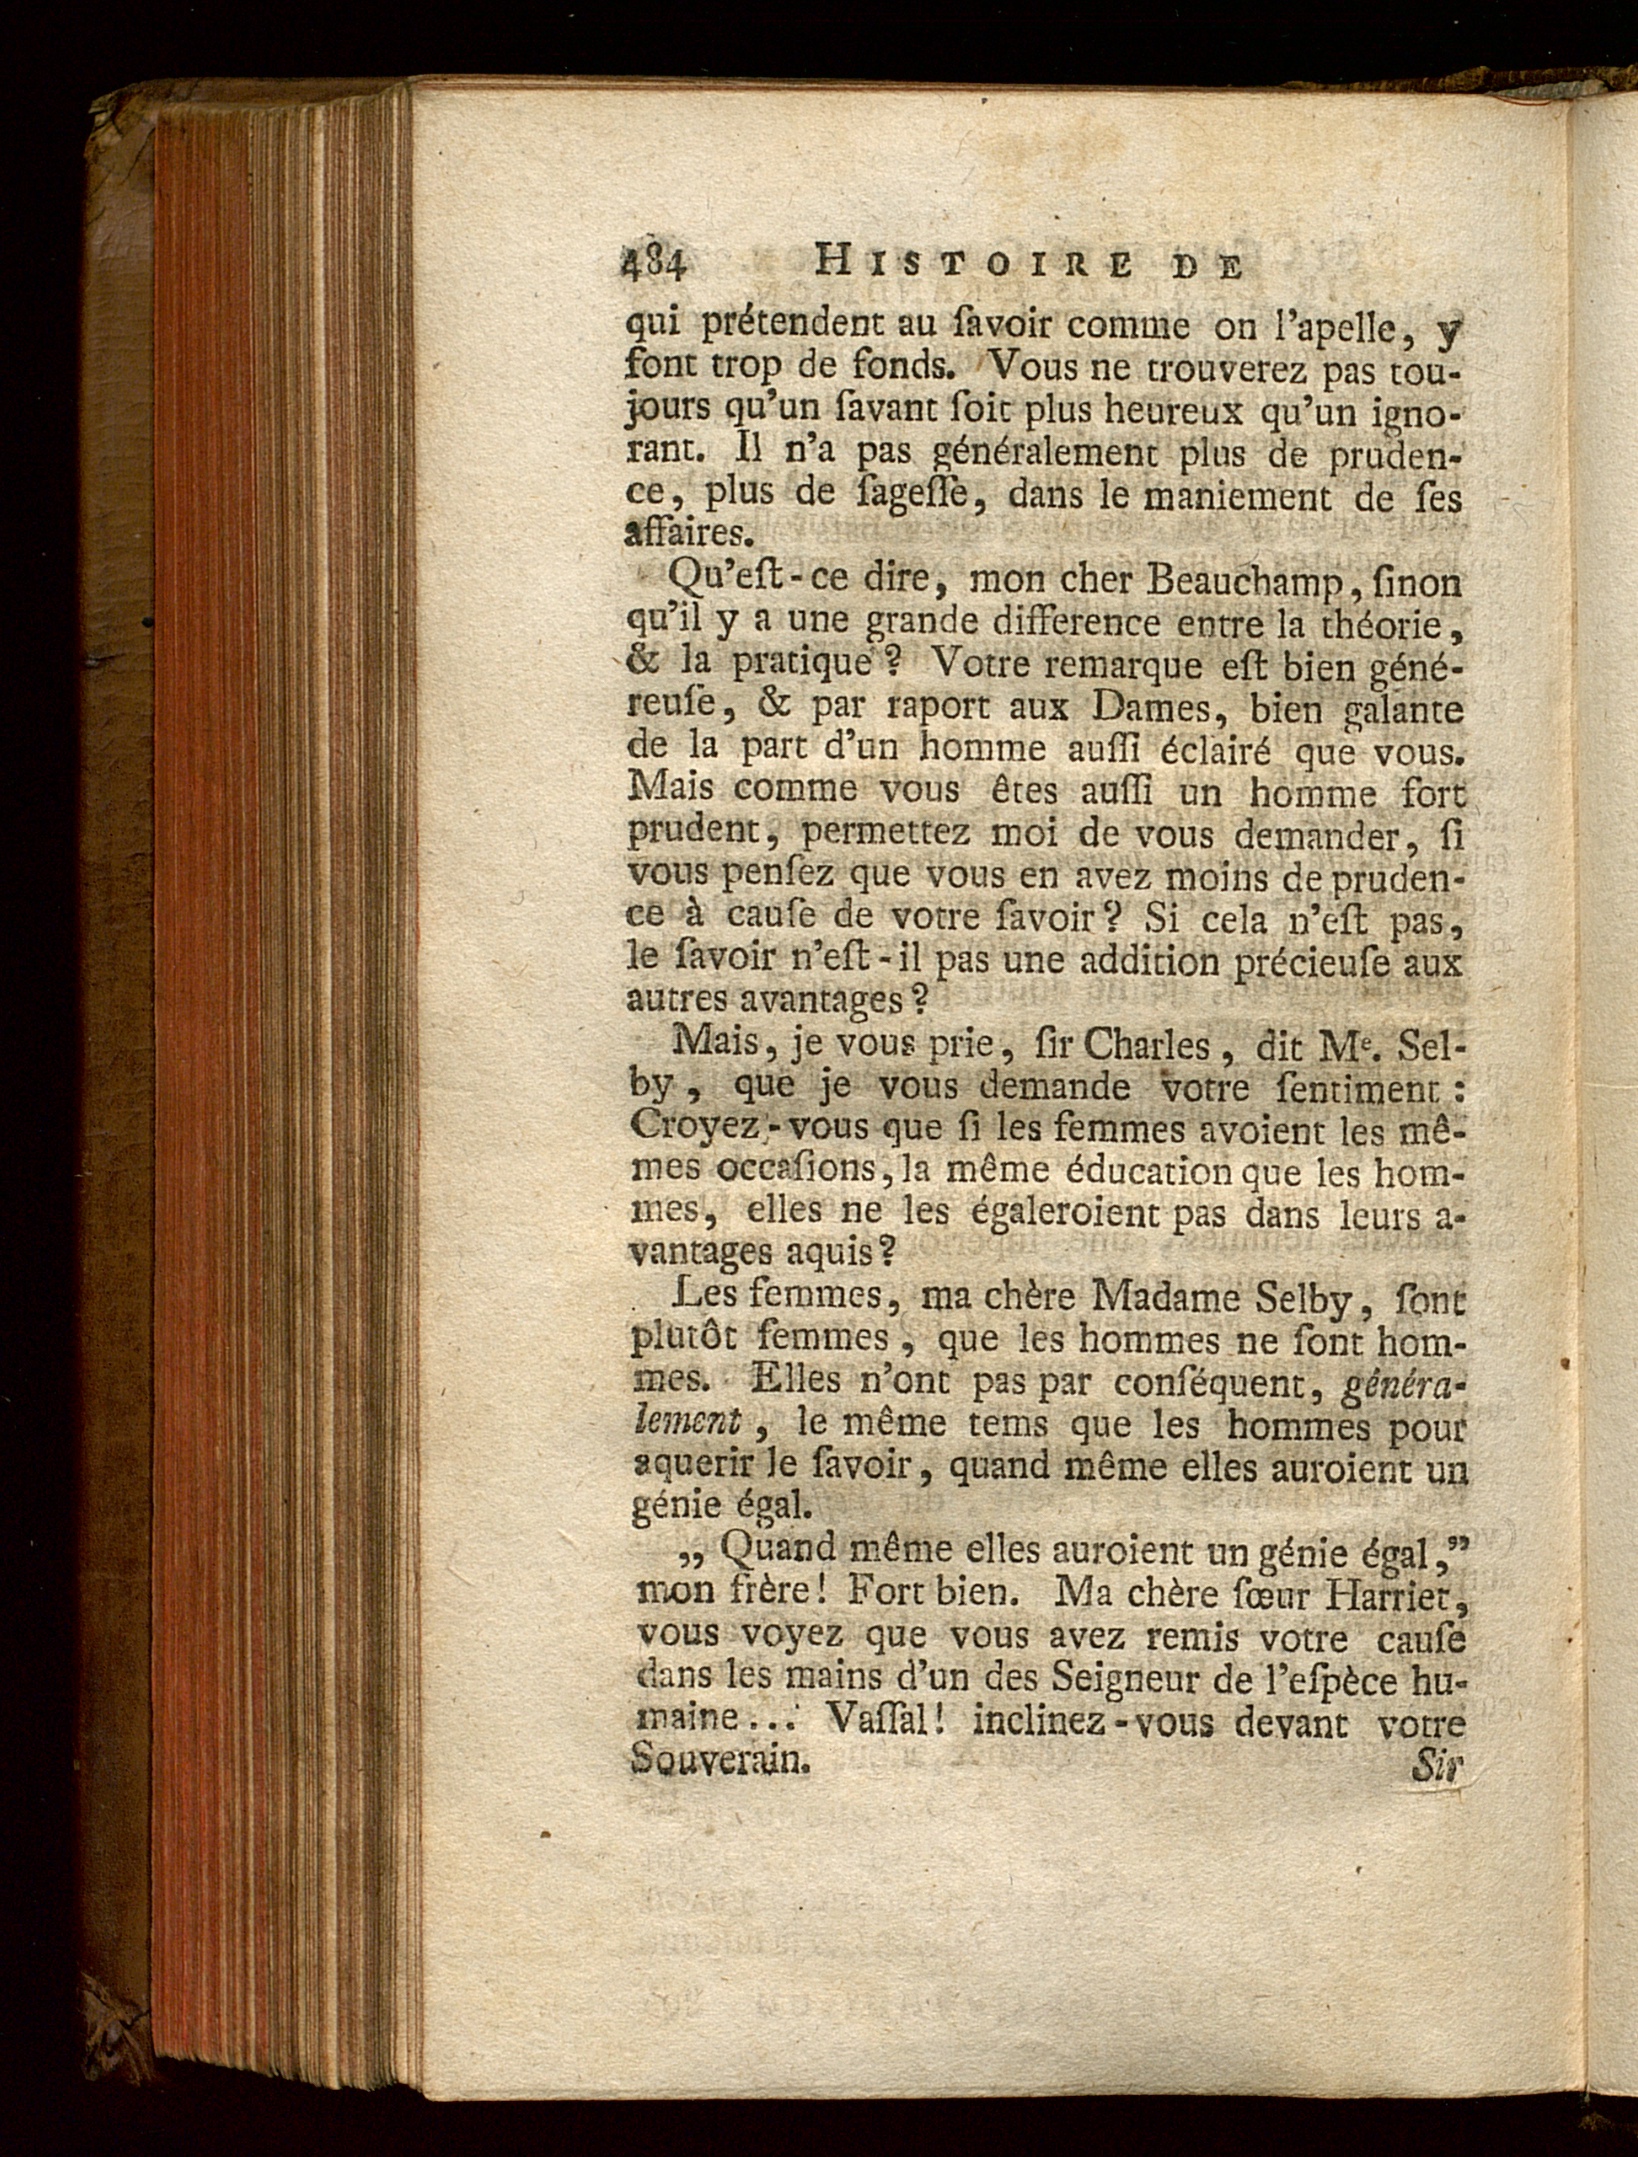 484 HISTOIRE DE
qui prétendent au ſavoir comme on l'apelle, y
font trop de fonds. Vous ne trouverez pas tou-
jours qu'un ſavant ſoit plus heureux qu'un igno-
rant. Il n'a pas généralement plus de pruden-
ce, plus de ſageſſe, dans le maniement de ſes
affaires.
Qu'eſt-ce dire, mon cher Beauchamp, ſinon
qu'il y a une grande difference entre la théorie,
& la pratique? Votre remarque eſt bien géné-
reuſe, & par raport aux Dames, bien galante
de la part d'un homme auſſi éclairé que vous.
Mais comme vous êtes auſſi un homme fort
prudent, permettez moi de vous demander, ſi
vous penſez que vous en avez moins de pruden-
ce à cauſe de votre ſavoir? Si cela n'eſt pas,
le ſavoir n'eſt-il pas une addition précieuſe aux
autres avantages?
Mais, je vous prie, ſir Charles, dit Me. Sel-
by, que je vous demande votre ſentiment:
Croyez-vous que ſi les femmes avoient les mê-
mes occaſions, la même éducation que les hom-
mes, elles ne les égaleroient pas dans leurs a-
vantages aquis?
Les femmes, ma chère Madame Selby, ſont
plutôt femmes, que les hommes ne ſont hom-
mes. Elles n'ont pas par conſéquent, généra-
lement, le même tems que les hommes pour
aquerir le ſavoir, quand même elles auroient un
génie égal.
„ Quand même elles auroient un génie égal,”
mon frère! Fort bien. Ma chère ſœur Harriet,
vous voyez que vous avez remis votre cauſe
dans les mains d'un des Seigneur de l'eſpèce hu-
maine... Vaſſal! inclinez-vous devant votre
Souverain.
Sir